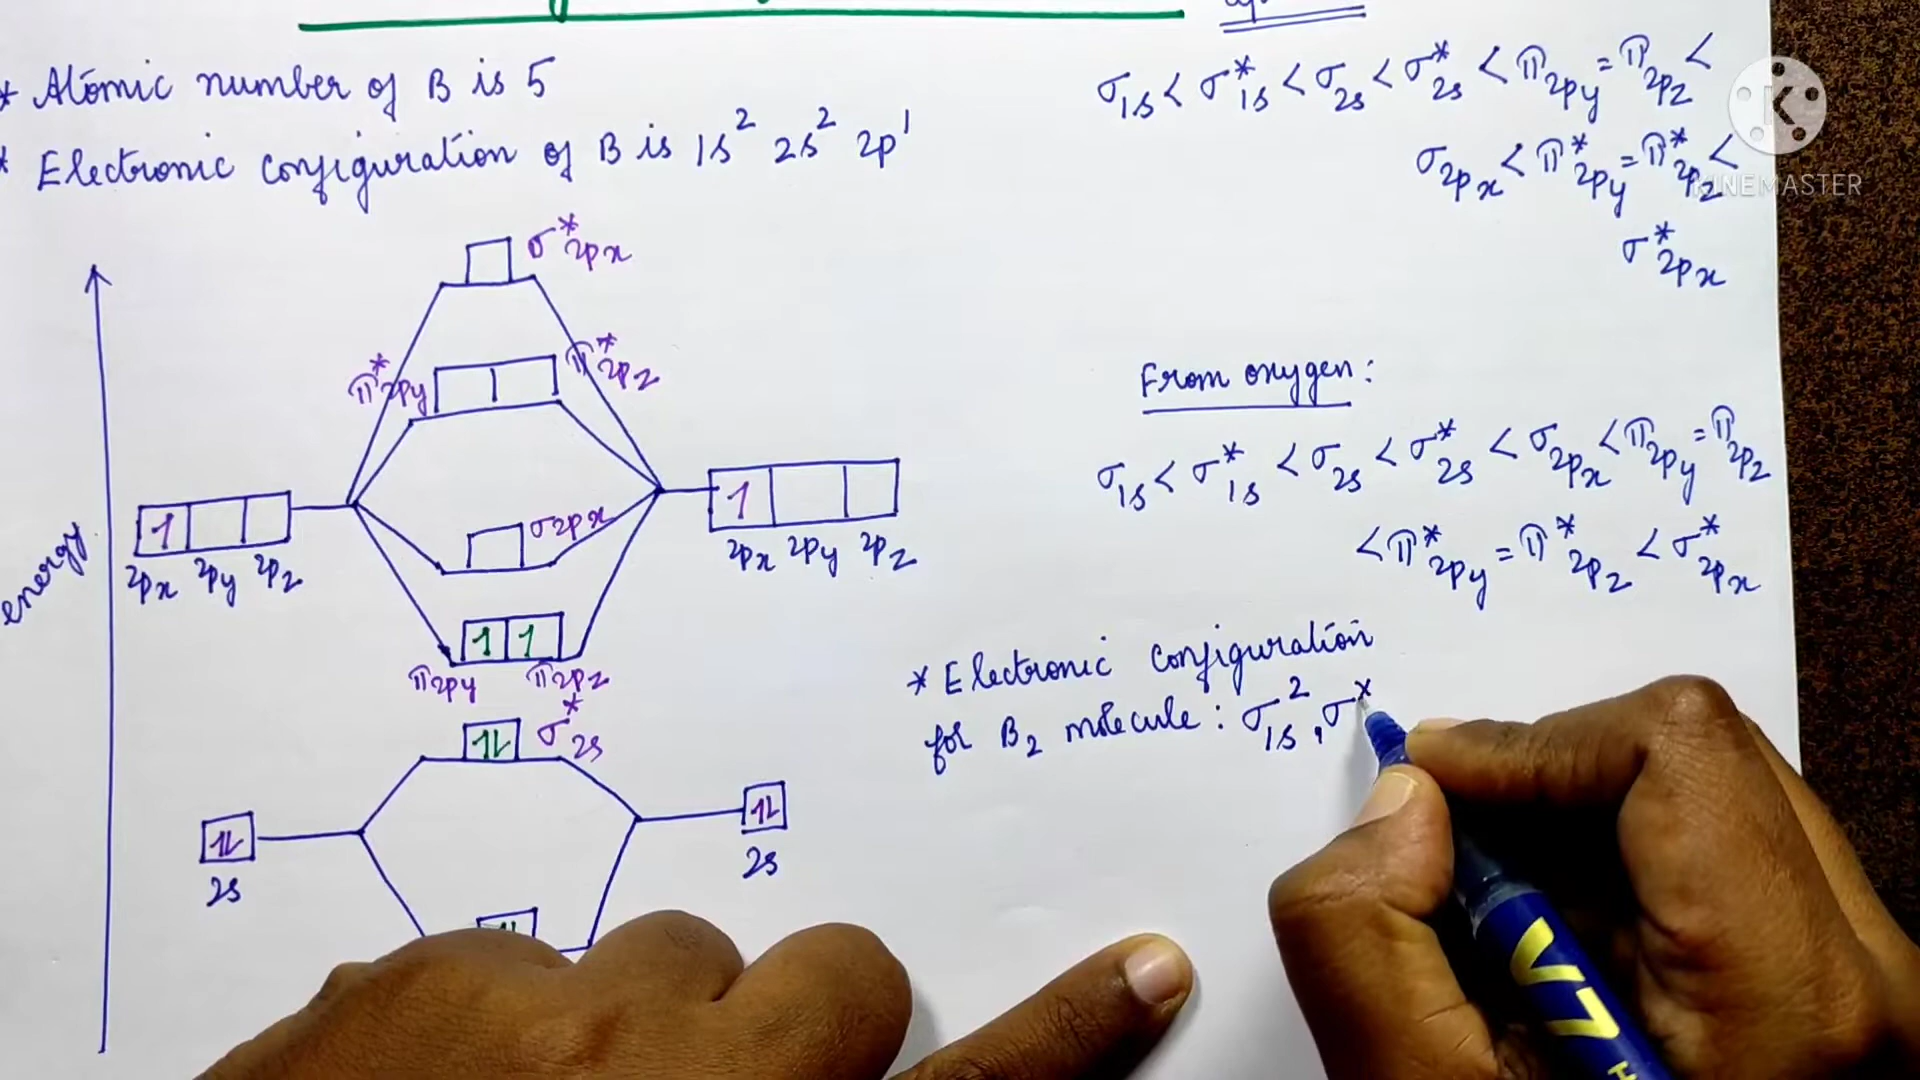 * Atomic number of B is 5
* Electronic configuration of B is 1s² 2s² 2p¹
σ1s < σ*1s < σ2s < σ*2s < π2py = π2pz <
σ2px < π*2py = π*2pz <
σ*2px
KINEMASTER
σ*2px
π*2py π*2pz
From oxygen:
σ1s < σ*1s < σ2s < σ*2s < σ2px < π2py = π2pz
< π*2py = π*2pz < σ*2px
energy
1
2px 2py 2pz
σ2px
1
2px 2py 2pz
1 1
π2py π2pz
* Electronic configuration
for B2 molecule: σ1s², σ*
1L σ*2s
1L
2s
1L
2s
V7